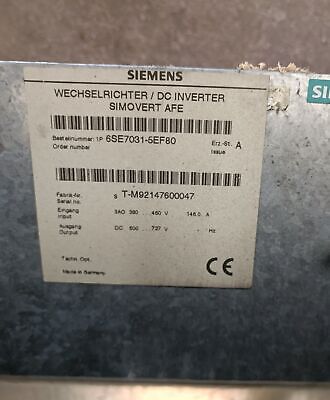 SIEMENS
WECHSELRICHTER / DC INVERTER
SIMOVERT AFE
Bestellnummer: 1P 6SE7031-5EF80
Order number
Erz.-St. A
Issue
Fabrik-Nr. S T-M92147600047
Serial no.
Eingang 3AC 380 460 V 146.0 A
Input
Ausgang DC 600 ...727 V - Hz
Output
Techn. Opt.
Made in Germany
CE
SI